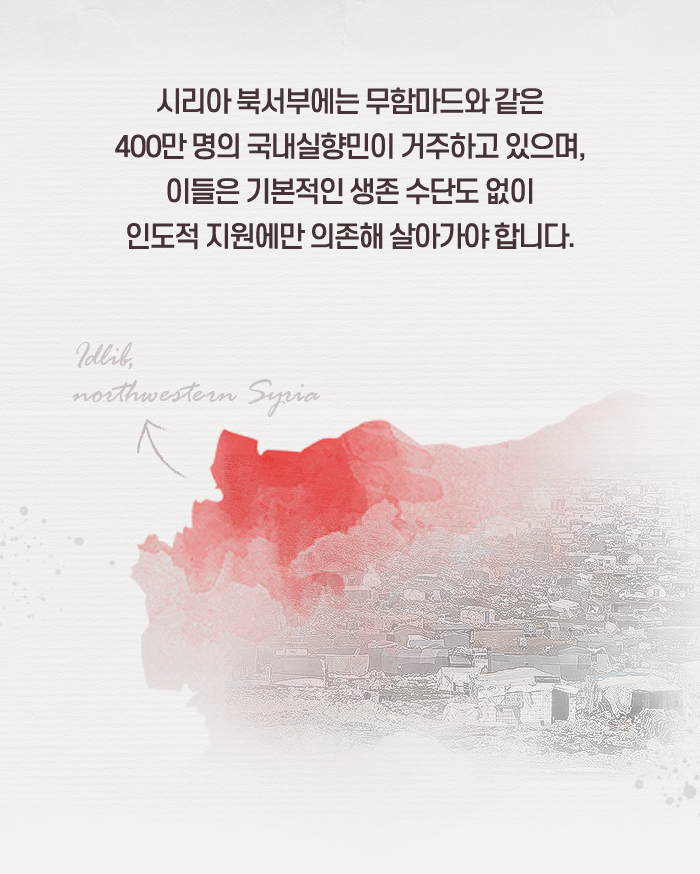 시리아 북서부에는 무함마드와 같은
400만 명의 국내실향민이 거주하고 있으며,
이들은 기본적인 생존 수단도 없이
인도적 지원에만 의존해 살아가야 합니다.
Idlib,
northwestern Syria